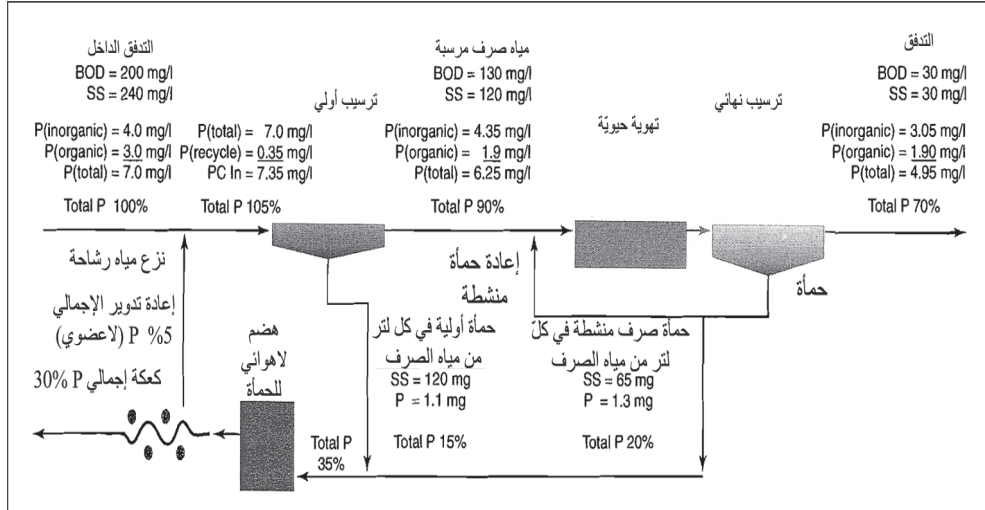 التدفق الداخل
BOD = 200 mg/l
SS = 240 mg/l
P(inorganic) = 4.0 mg/l
P(organic) = 3.0 mg/l
P(total) = 7.0 mg/l
Total P 100%
P(total) = 7.0 mg/l
P(recycle) = 0.35 mg/l
PC In = 7.35 mg/l
Total P 105%
ترسيب أولي
مياه صرف مرسبة
BOD = 130 mg/l
SS = 120 mg/l
P(inorganic) = 4.35 mg/l
P(organic) = 1.9 mg/l
P(total) = 6.25 mg/l
Total P 90%
تهوية حيويّة
ترسيب نهائي
التدفق
BOD = 30 mg/l
SS = 30 mg/l
P(inorganic) = 3.05 mg/l
P(organic) = 1.90 mg/l
P(total) = 4.95 mg/l
Total P 70%
نزع مياه رشاحة
إعادة تدوير الإجمالي
5% P (لاعضوي)
كعكة إجمالي P %30
هضم
لاهوائي
للحمأة
حمأة أولية في كل لتر
من مياه الصرف
SS = 120 mg
P = 1.1 mg
إعادة حمأة
منشطة
حمأة صرف منشطة في كلّ
لتر من مياه الصرف
SS = 65 mg
P = 1.3 mg
حمأة
Total P
35%
Total P 15%
Total P 20%